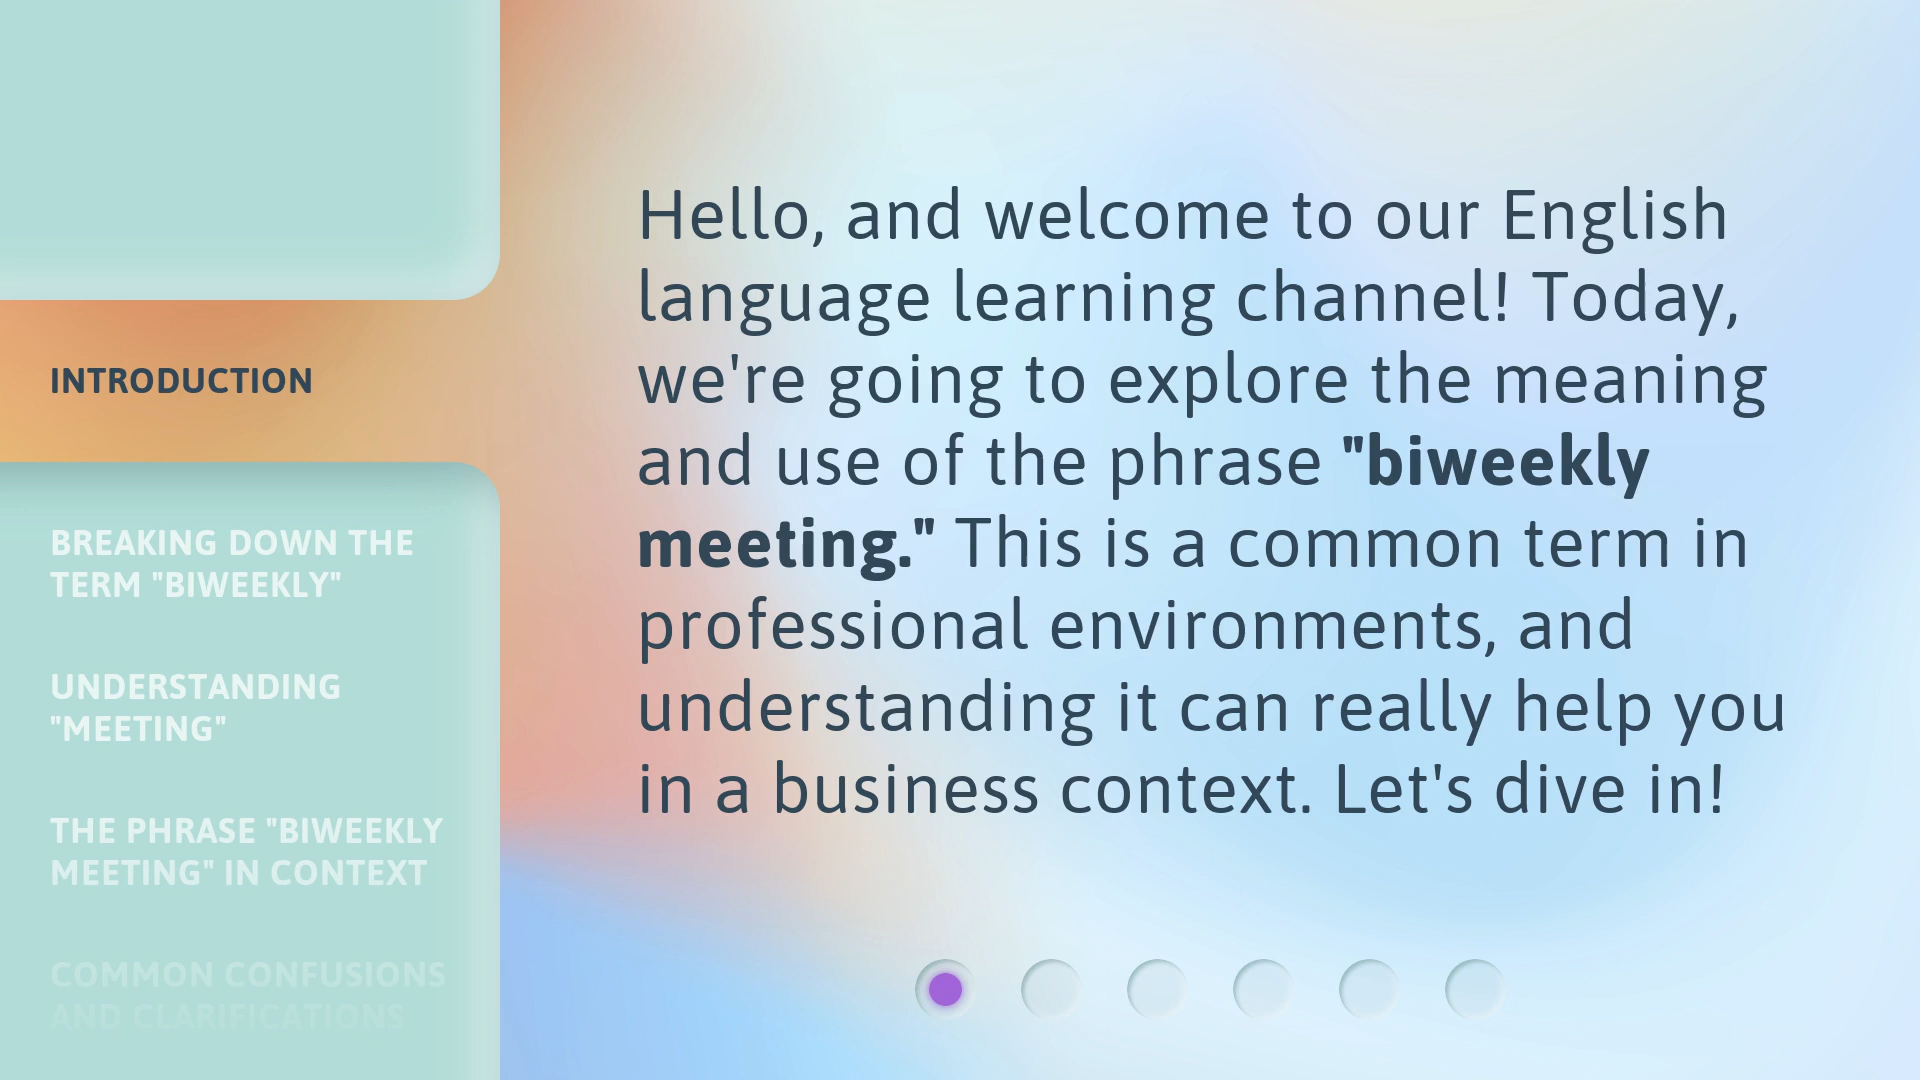 INTRODUCTION
BREAKING DOWN THE
TERM "BIWEEKLY"
UNDERSTANDING
"MEETING"
THE PHRASE "BIWEEKLY
MEETING" IN CONTEXT
COMMON CONFUSIONS
AND CLARIFICATIONS
Hello, and welcome to our English
language learning channel! Today,
we're going to explore the meaning
and use of the phrase "biweekly
meeting." This is a common term in
professional environments, and
understanding it can really help you
in a business context. Let's dive in!